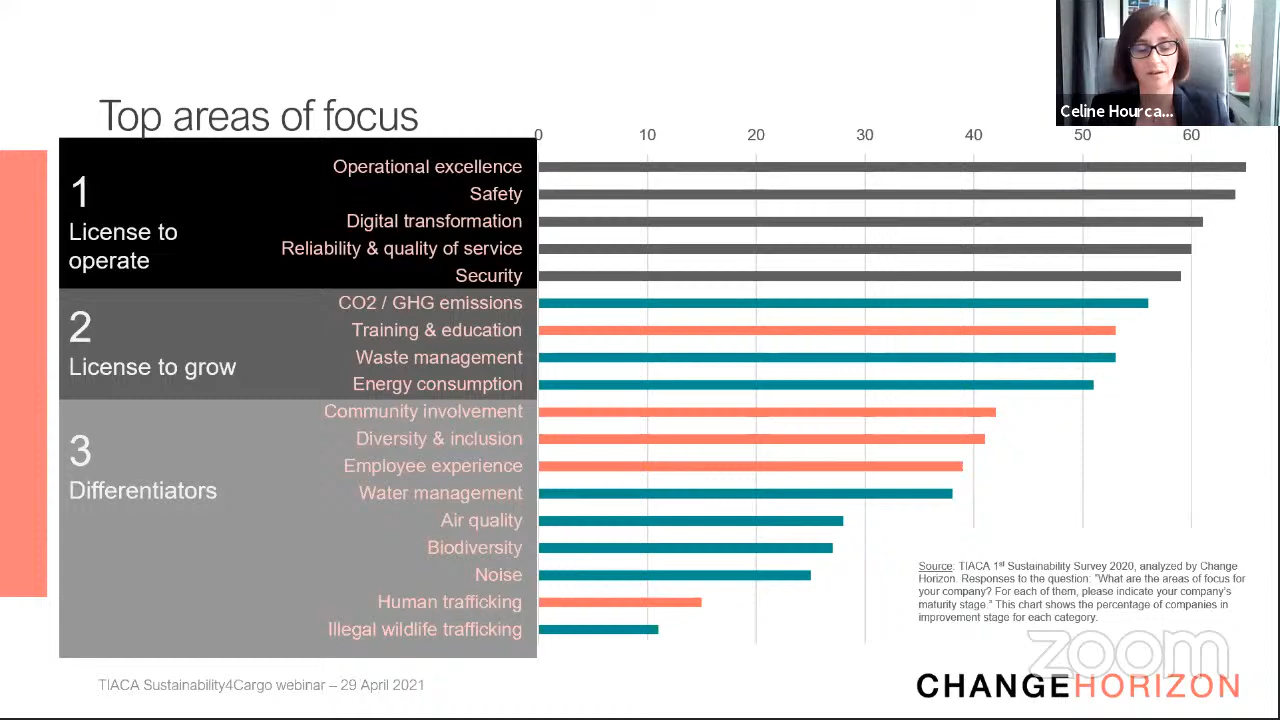 Celine Hourca...
Top areas of focus
0 10 20 30 40 50 60
1
License to
operate
Operational excellence
Safety
Digital transformation
Reliability & quality of service
Security
2
License to grow
CO2 / GHG emissions
Training & education
Waste management
Energy consumption
3
Differentiators
Community involvement
Diversity & inclusion
Employee experience
Water management
Air quality
Biodiversity
Noise
Human trafficking
Illegal wildlife trafficking
Source: TIACA 1st Sustainability Survey 2020, analyzed by Change
Horizon. Responses to the question: "What are the areas of focus for
your company? For each of them, please indicate your company's
maturity stage." This chart shows the percentage of companies in
improvement stage for each category.
zoom
TIACA Sustainability4Cargo webinar – 29 April 2021
CHANGEHORIZON